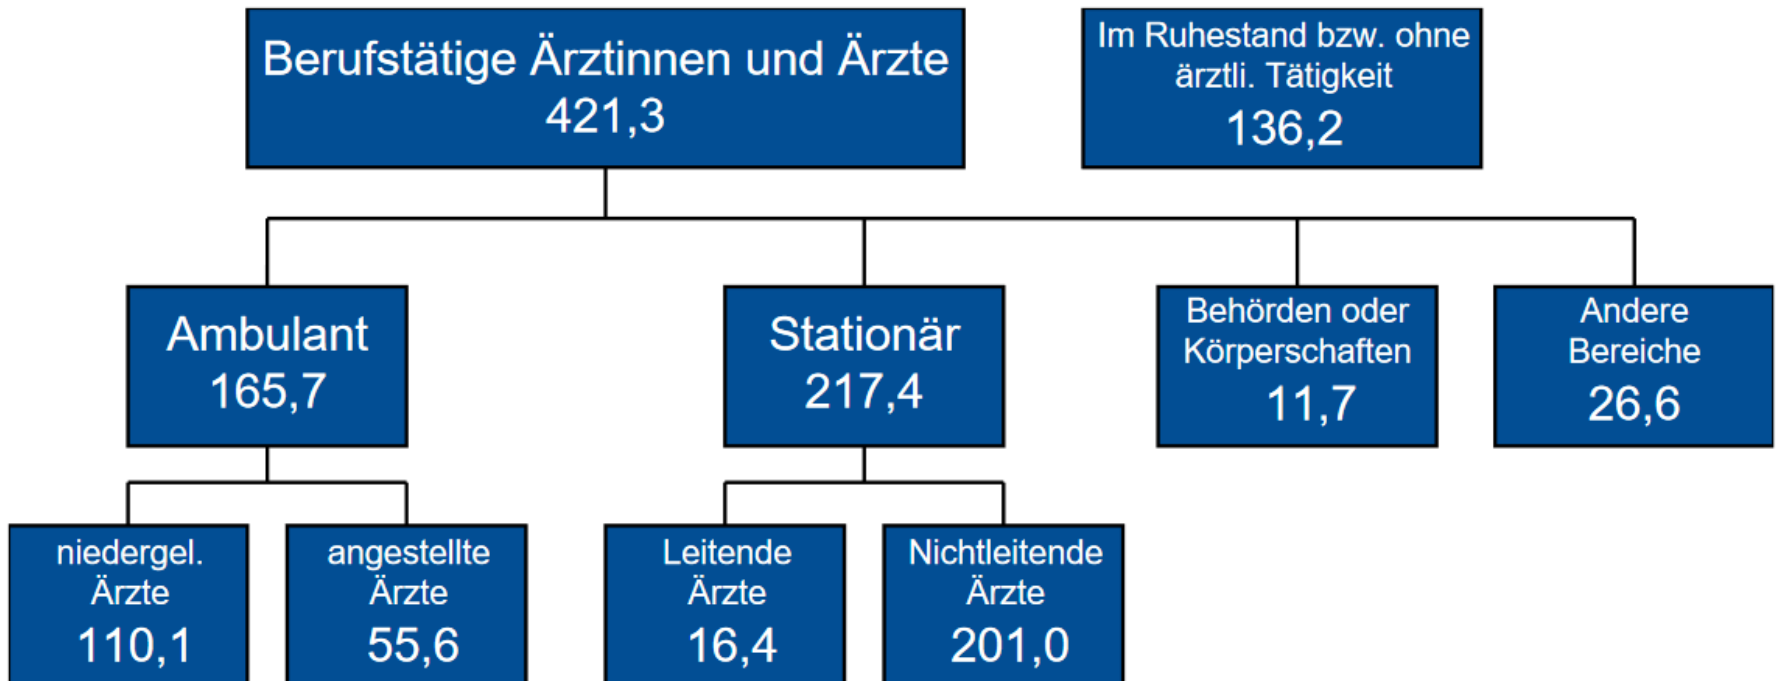 Berufstätige Ärztinnen und Ärzte
421,3
Im Ruhestand bzw. ohne
ärztli. Tätigkeit
136,2
Ambulant
165,7
Stationär
217,4
Behörden oder
Körperschaften
11,7
Andere
Bereiche
26,6
niedergel.
Ärzte
110,1
angestellte
Ärzte
55,6
Leitende
Ärzte
16,4
Nichtleitende
Ärzte
201,0